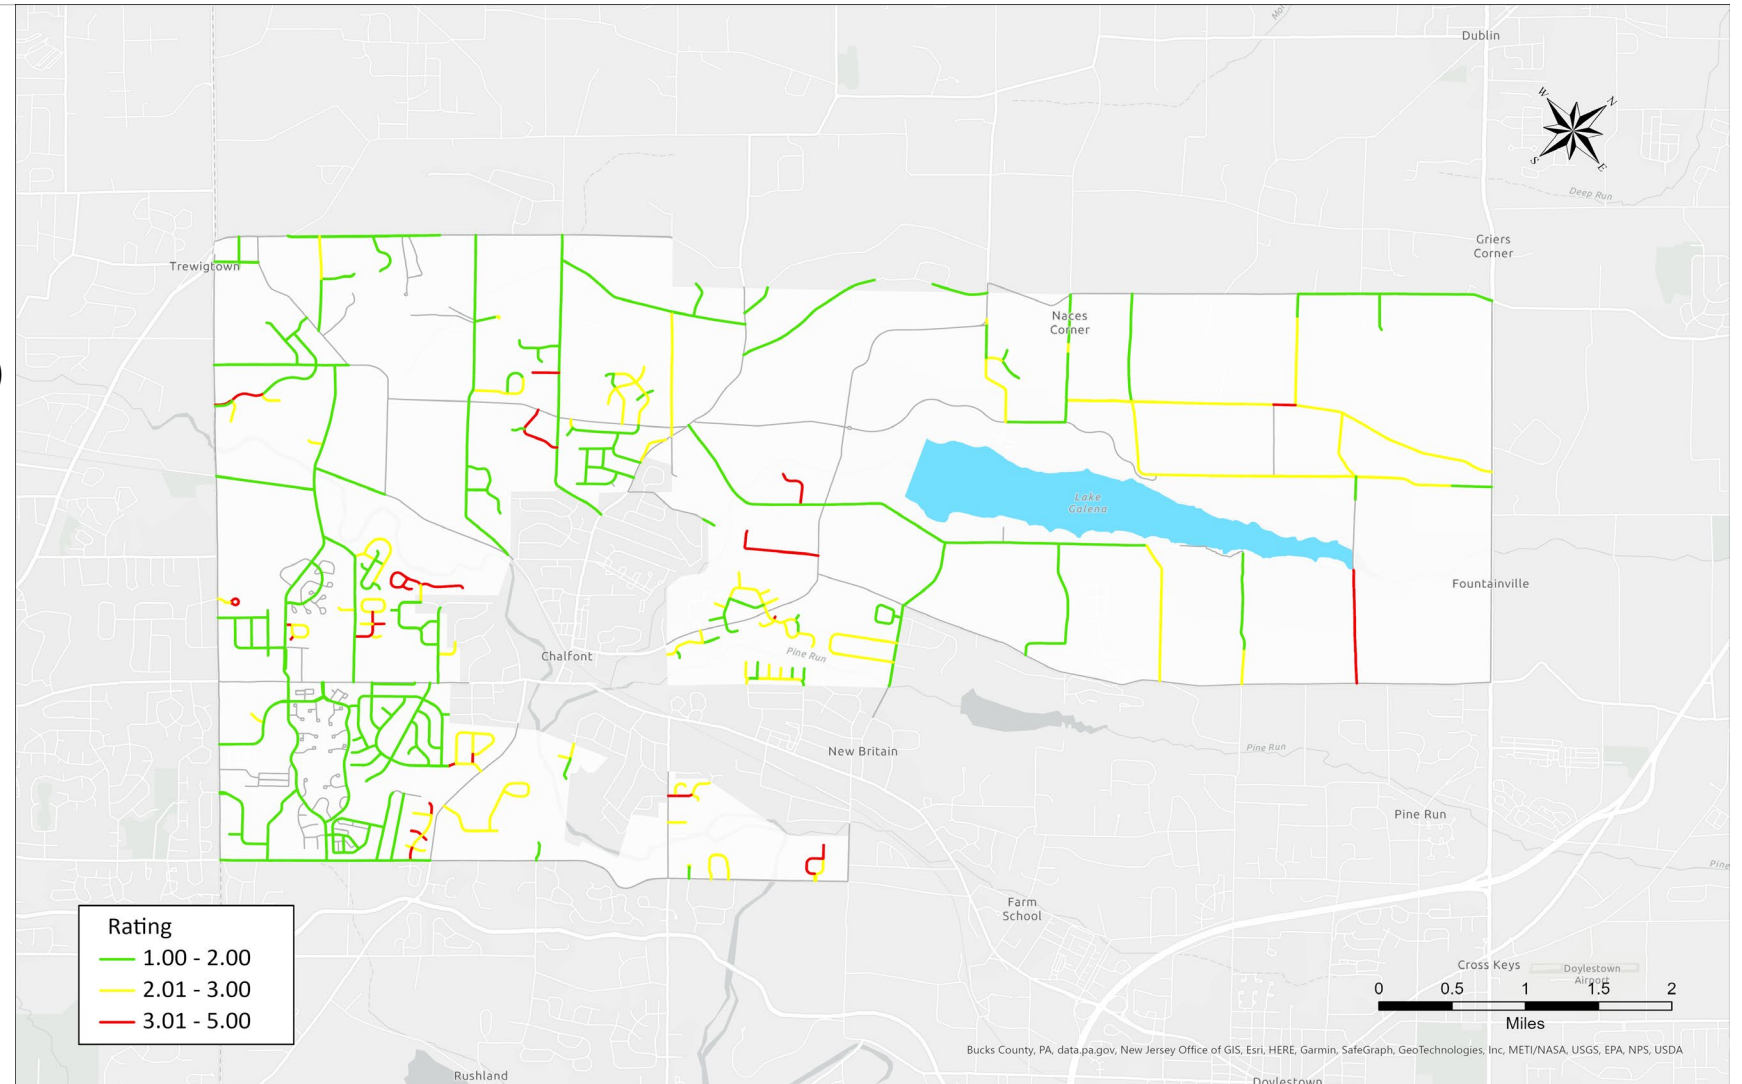 Mol
Dublin
W
N
S
E
Deep Run
Griers
Corner
Trewigtown
Naces
Corner
Lake
Galena
Fountainville
Chalfont
Pine Run
New Britain
Pine Run
Pine Run
Pine
Farm
School
Rating
1.00 - 2.00
2.01 - 3.00
3.01 - 5.00
Cross Keys
Doylestown
Airport
0 0.5 1 1.5 2
Miles
Bucks County, PA, data.pa.gov, New Jersey Office of GIS, Esri, HERE, Garmin, SafeGraph, GeoTechnologies, Inc, METI/NASA, USGS, EPA, NPS, USDA
Rushland
Doylestown